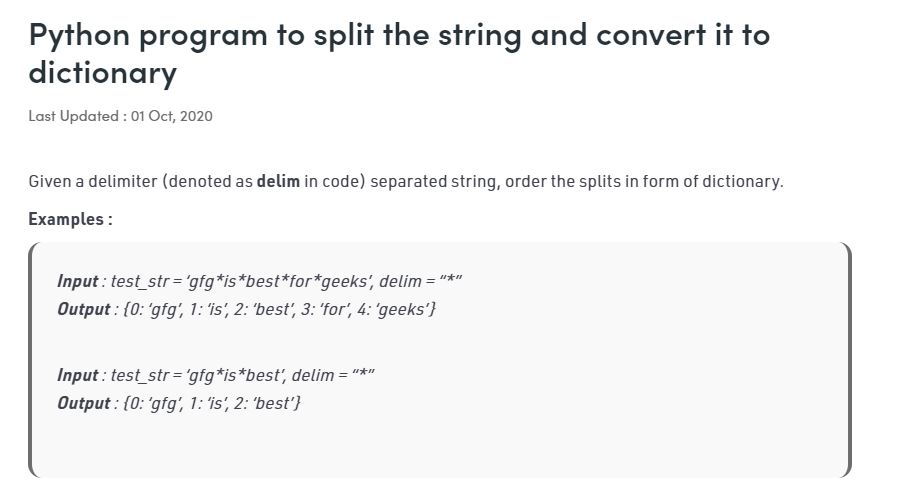 Python program to split the string and convert it to
dictionary
Last Updated : 01 Oct, 2020
Given a delimiter (denoted as delim in code) separated string, order the splits in form of dictionary.
Examples :
Input : test_str = ‘gfg*is*best*for*geeks’, delim = “*”
Output : {0: ‘gfg’, 1: ‘is’, 2: ‘best’, 3: ‘for’, 4: ‘geeks’}
Input : test_str = ‘gfg*is*best’, delim = “*”
Output : {0: ‘gfg’, 1: ‘is’, 2: ‘best’}